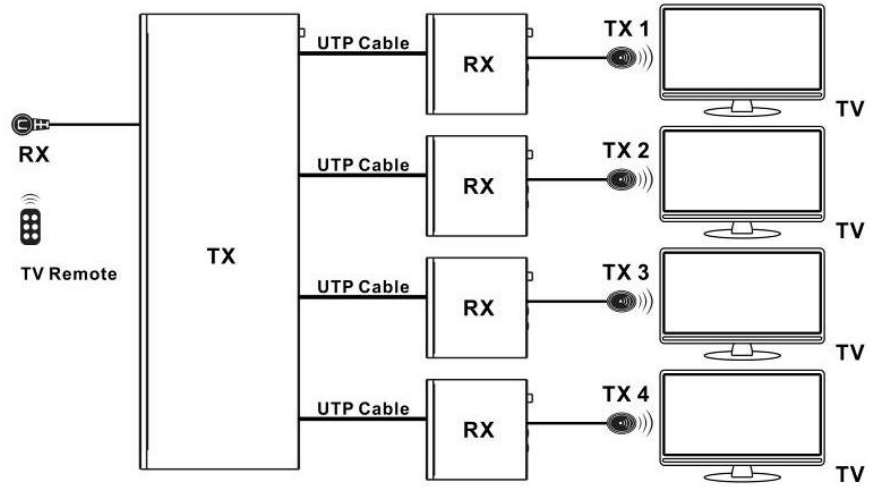 RX
TV Remote
TX
UTP Cable
RX
TX 1
TV
UTP Cable
RX
TX 2
TV
UTP Cable
RX
TX 3
TV
UTP Cable
RX
TX 4
TV